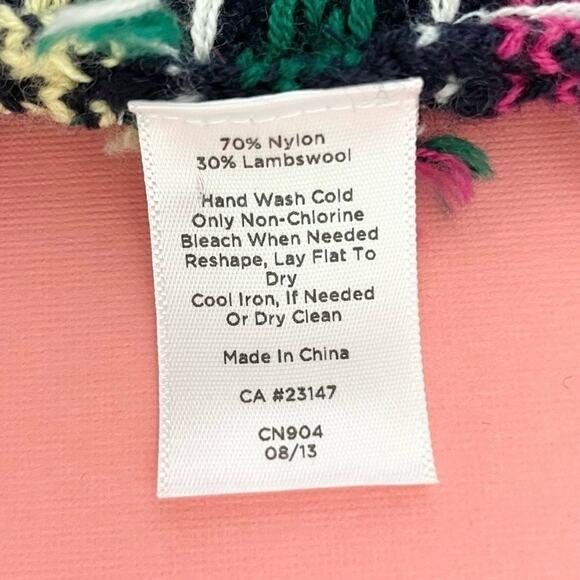 70% Nylon
30% Lambswool
Hand Wash Cold
Only Non-Chlorine
Bleach When Needed
Reshape, Lay Flat To
Dry
Cool Iron, If Needed
Or Dry Clean
Made In China
CA #23147
CN904
08/13